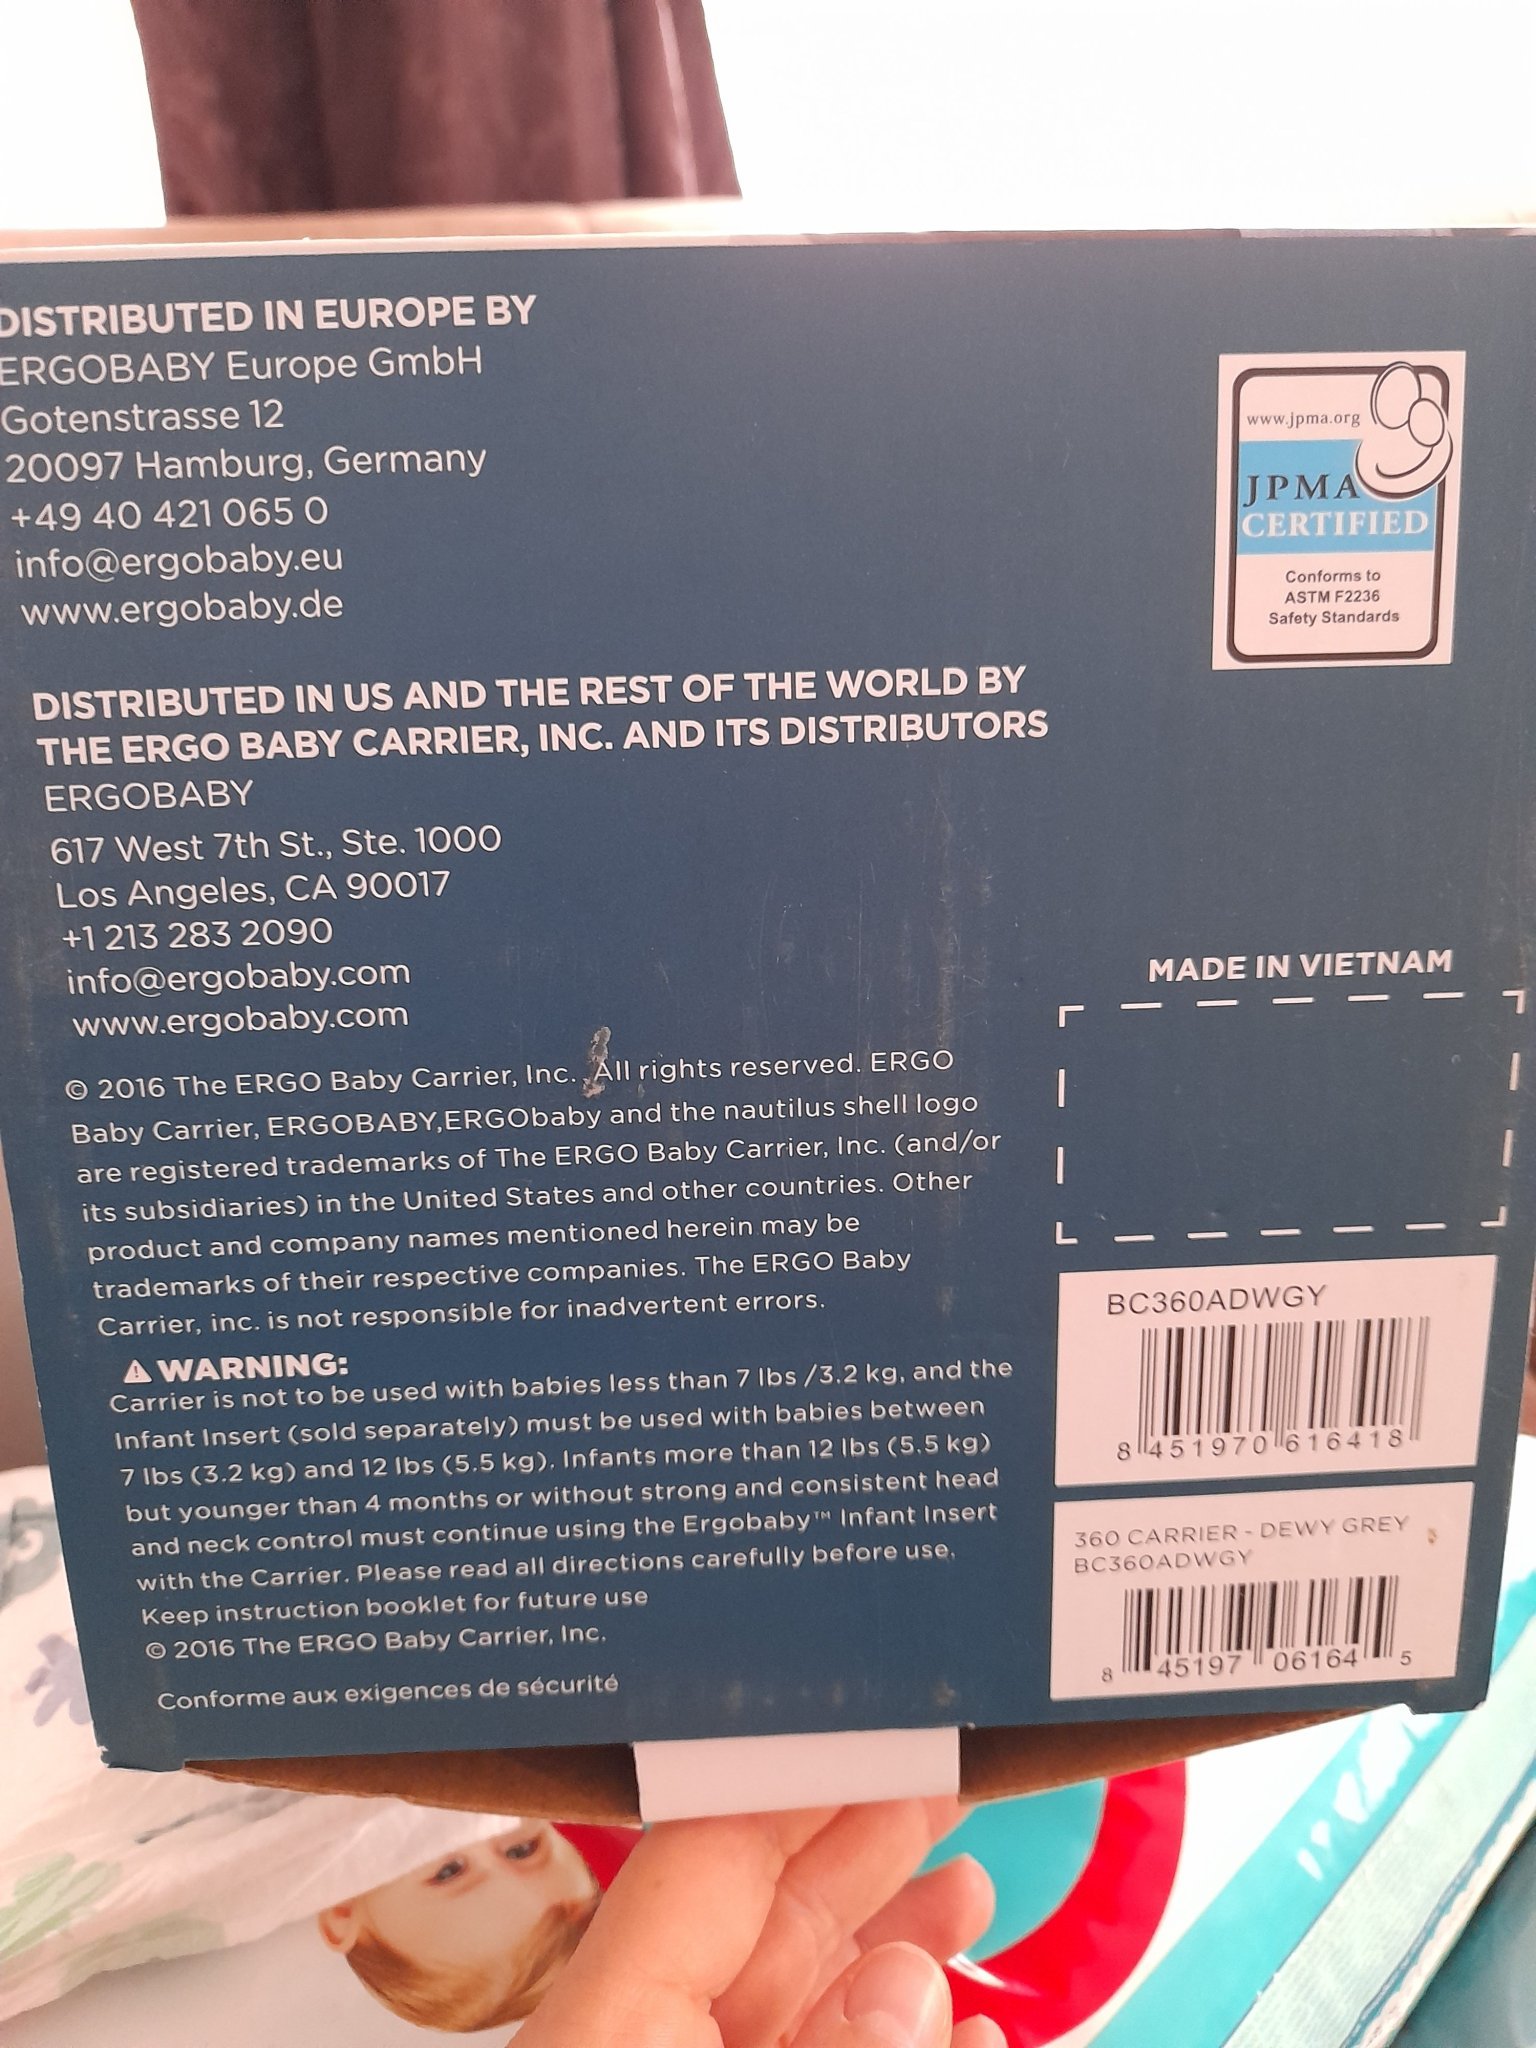 DISTRIBUTED IN EUROPE BY
ERGOBABY Europe GmbH
Gotenstrasse 12
20097 Hamburg, Germany
+49 40 421 065 0
info@ergobaby.eu
www.ergobaby.de
www.jpma.org
JPMA
CERTIFIED
Conforms to
ASTM F2236
Safety Standards
DISTRIBUTED IN US AND THE REST OF THE WORLD BY
THE ERGO BABY CARRIER, INC. AND ITS DISTRIBUTORS
ERGOBABY
617 West 7th St., Ste. 1000
Los Angeles, CA 90017
+1 213 283 2090
info@ergobaby.com
www.ergobaby.com
© 2016 The ERGO Baby Carrier, Inc. All rights reserved. ERGO
Baby Carrier, ERGOBABY,ERGObaby and the nautilus shell logo
are registered trademarks of The ERGO Baby Carrier, Inc. (and/or
its subsidiaries) in the United States and other countries. Other
product and company names mentioned herein may be
trademarks of their respective companies. The ERGO Baby
Carrier, inc. is not responsible for inadvertent errors.
⚠ WARNING:
Carrier is not to be used with babies less than 7 lbs /3.2 kg, and the
Infant Insert (sold separately) must be used with babies between
7 lbs (3.2 kg) and 12 lbs (5.5 kg). Infants more than 12 lbs (5.5 kg)
but younger than 4 months or without strong and consistent head
and neck control must continue using the Ergobaby™ Infant Insert
with the Carrier. Please read all directions carefully before use.
Keep instruction booklet for future use
© 2016 The ERGO Baby Carrier, Inc.
Conforme aux exigences de sécurité
MADE IN VIETNAM
BC360ADWGY
8 451970 616418
360 CARRIER - DEWY GREY
BC360ADWGY
8 45197 06164 5